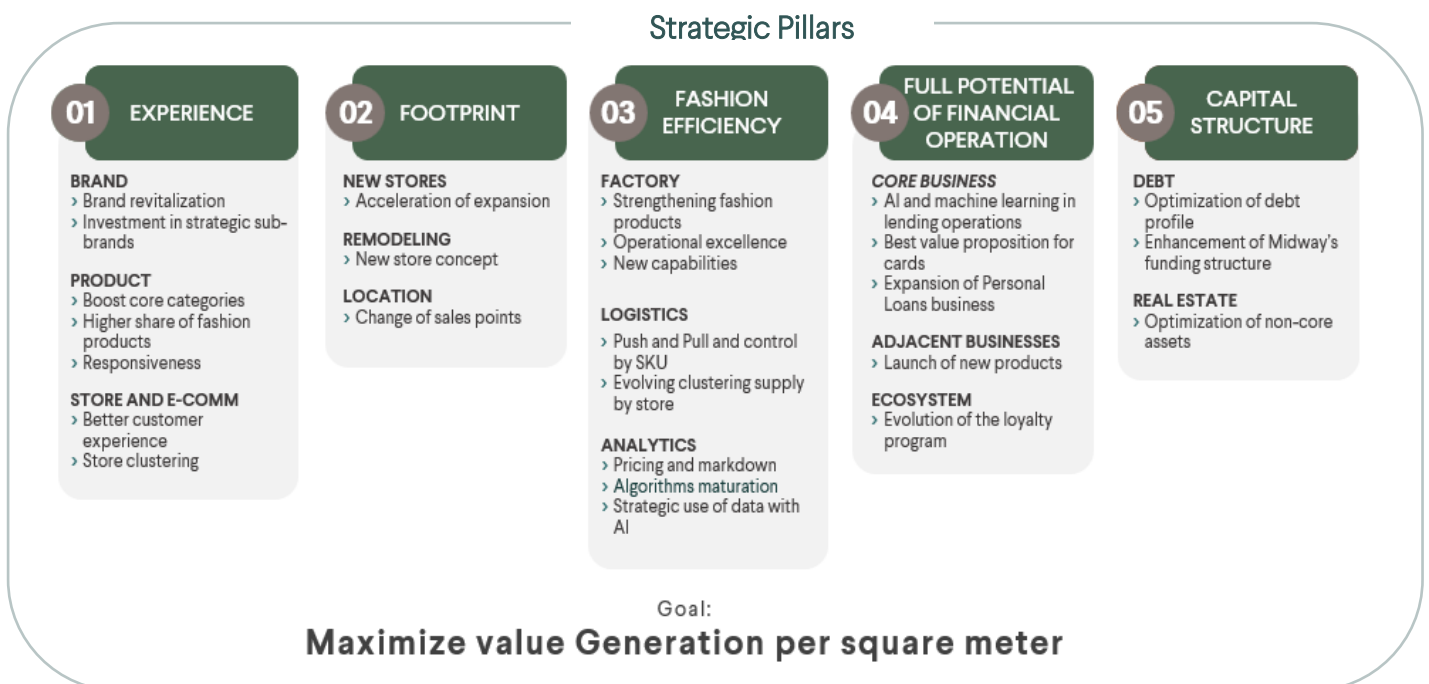 Strategic Pillars
01 EXPERIENCE
BRAND
› Brand revitalization
› Investment in strategic sub-
brands
PRODUCT
› Boost core categories
› Higher share of fashion
products
› Responsiveness
STORE AND E-COMM
› Better customer
experience
› Store clustering
02 FOOTPRINT
NEW STORES
› Acceleration of expansion
REMODELING
› New store concept
LOCATION
› Change of sales points
03 FASHION
EFFICIENCY
FACTORY
› Strengthening fashion
products
› Operational excellence
› New capabilities
LOGISTICS
› Push and Pull and control
by SKU
› Evolving clustering supply
by store
ANALYTICS
› Pricing and markdown
› Algorithms maturation
› Strategic use of data with
AI
04 FULL POTENTIAL
OF FINANCIAL
OPERATION
CORE BUSINESS
› AI and machine learning in
lending operations
› Best value proposition for
cards
› Expansion of Personal
Loans business
ADJACENT BUSINESSES
› Launch of new products
ECOSYSTEM
› Evolution of the loyalty
program
05 CAPITAL
STRUCTURE
DEBT
› Optimization of debt
profile
› Enhancement of Midway's
funding structure
REAL ESTATE
› Optimization of non-core
assets
Goal:
Maximize value Generation per square meter